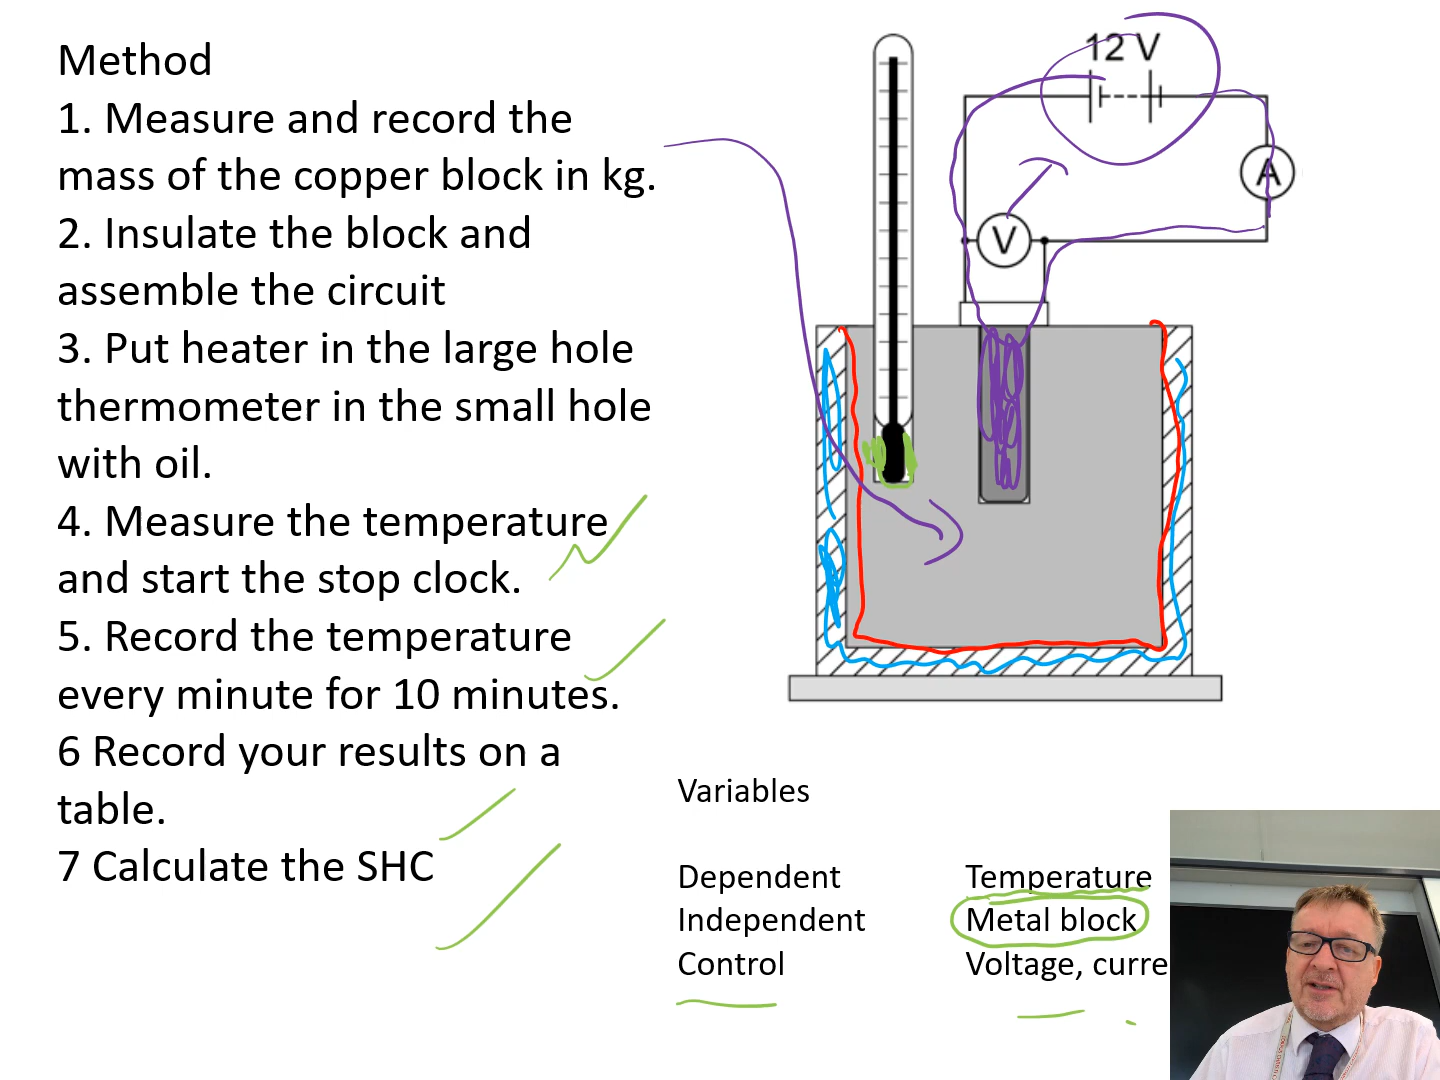 Method
1. Measure and record the
mass of the copper block in kg.
2. Insulate the block and
assemble the circuit
3. Put heater in the large hole
thermometer in the small hole
with oil.
4. Measure the temperature
and start the stop clock.
5. Record the temperature
every minute for 10 minutes.
6 Record your results on a
table.
7 Calculate the SHC
12 V
A
V
Variables
Dependent Temperature
Independent Metal block
Control Voltage, curre